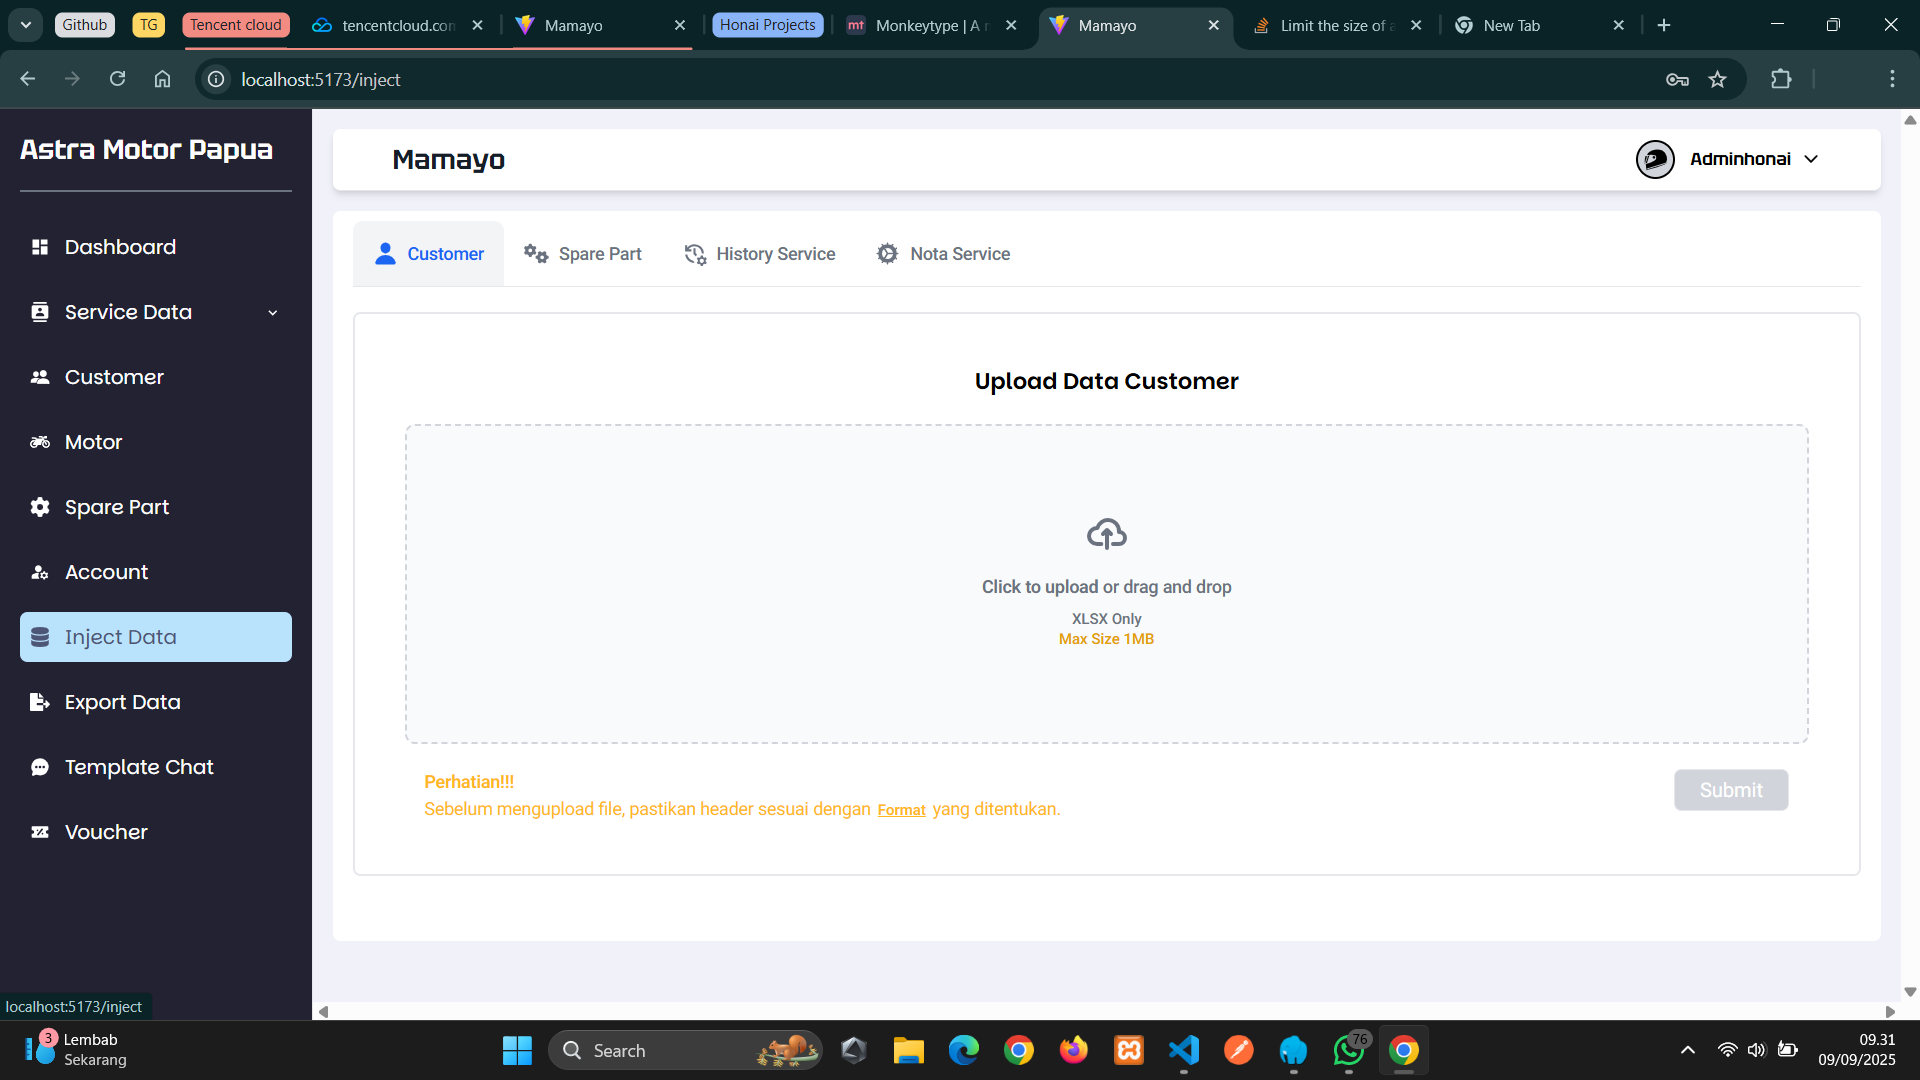 Github
TG
Tencent cloud
tencentcloud.con
Mamayo
Honai Projects
mt
Monkeytype | A r
Mamayo
Limit the size of a
New Tab
localhost:5173/inject
Astra Motor Papua
Mamayo
Adminhonai
Dashboard
Service Data
Customer
Motor
Spare Part
Account
Inject Data
Export Data
Template Chat
Voucher
Customer
Spare Part
History Service
Nota Service
Upload Data Customer
Click to upload or drag and drop
XLSX Only
Max Size 1MB
Perhatian!!!
Sebelum mengupload file, pastikan header sesuai dengan Format yang ditentukan.
Submit
localhost:5173/inject
3
Lembab
Sekarang
Search
76
09.31
09/09/2025